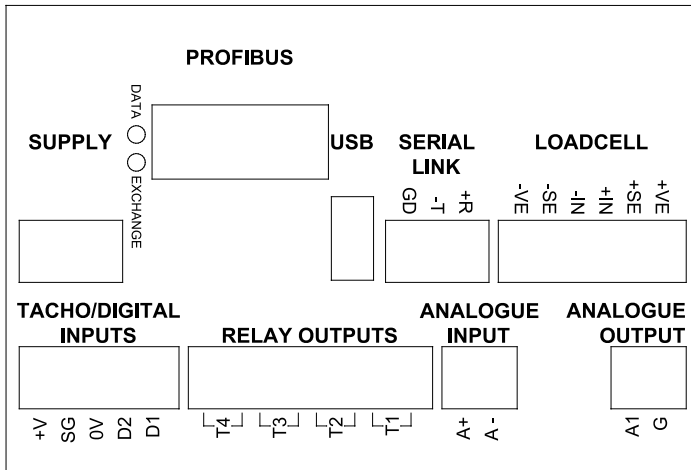 PROFIBUS
DATA
EXCHANGE
SUPPLY
USB
SERIAL
LINK
LOADCELL
GD
-T
+R
-VE
-SE
-IN
+IN
+SE
+VE
TACHO/DIGITAL
INPUTS
RELAY OUTPUTS
ANALOGUE
INPUT
ANALOGUE
OUTPUT
+V
SG
0V
D2
D1
T4
T3
T2
T1
A+
A-
A1
G